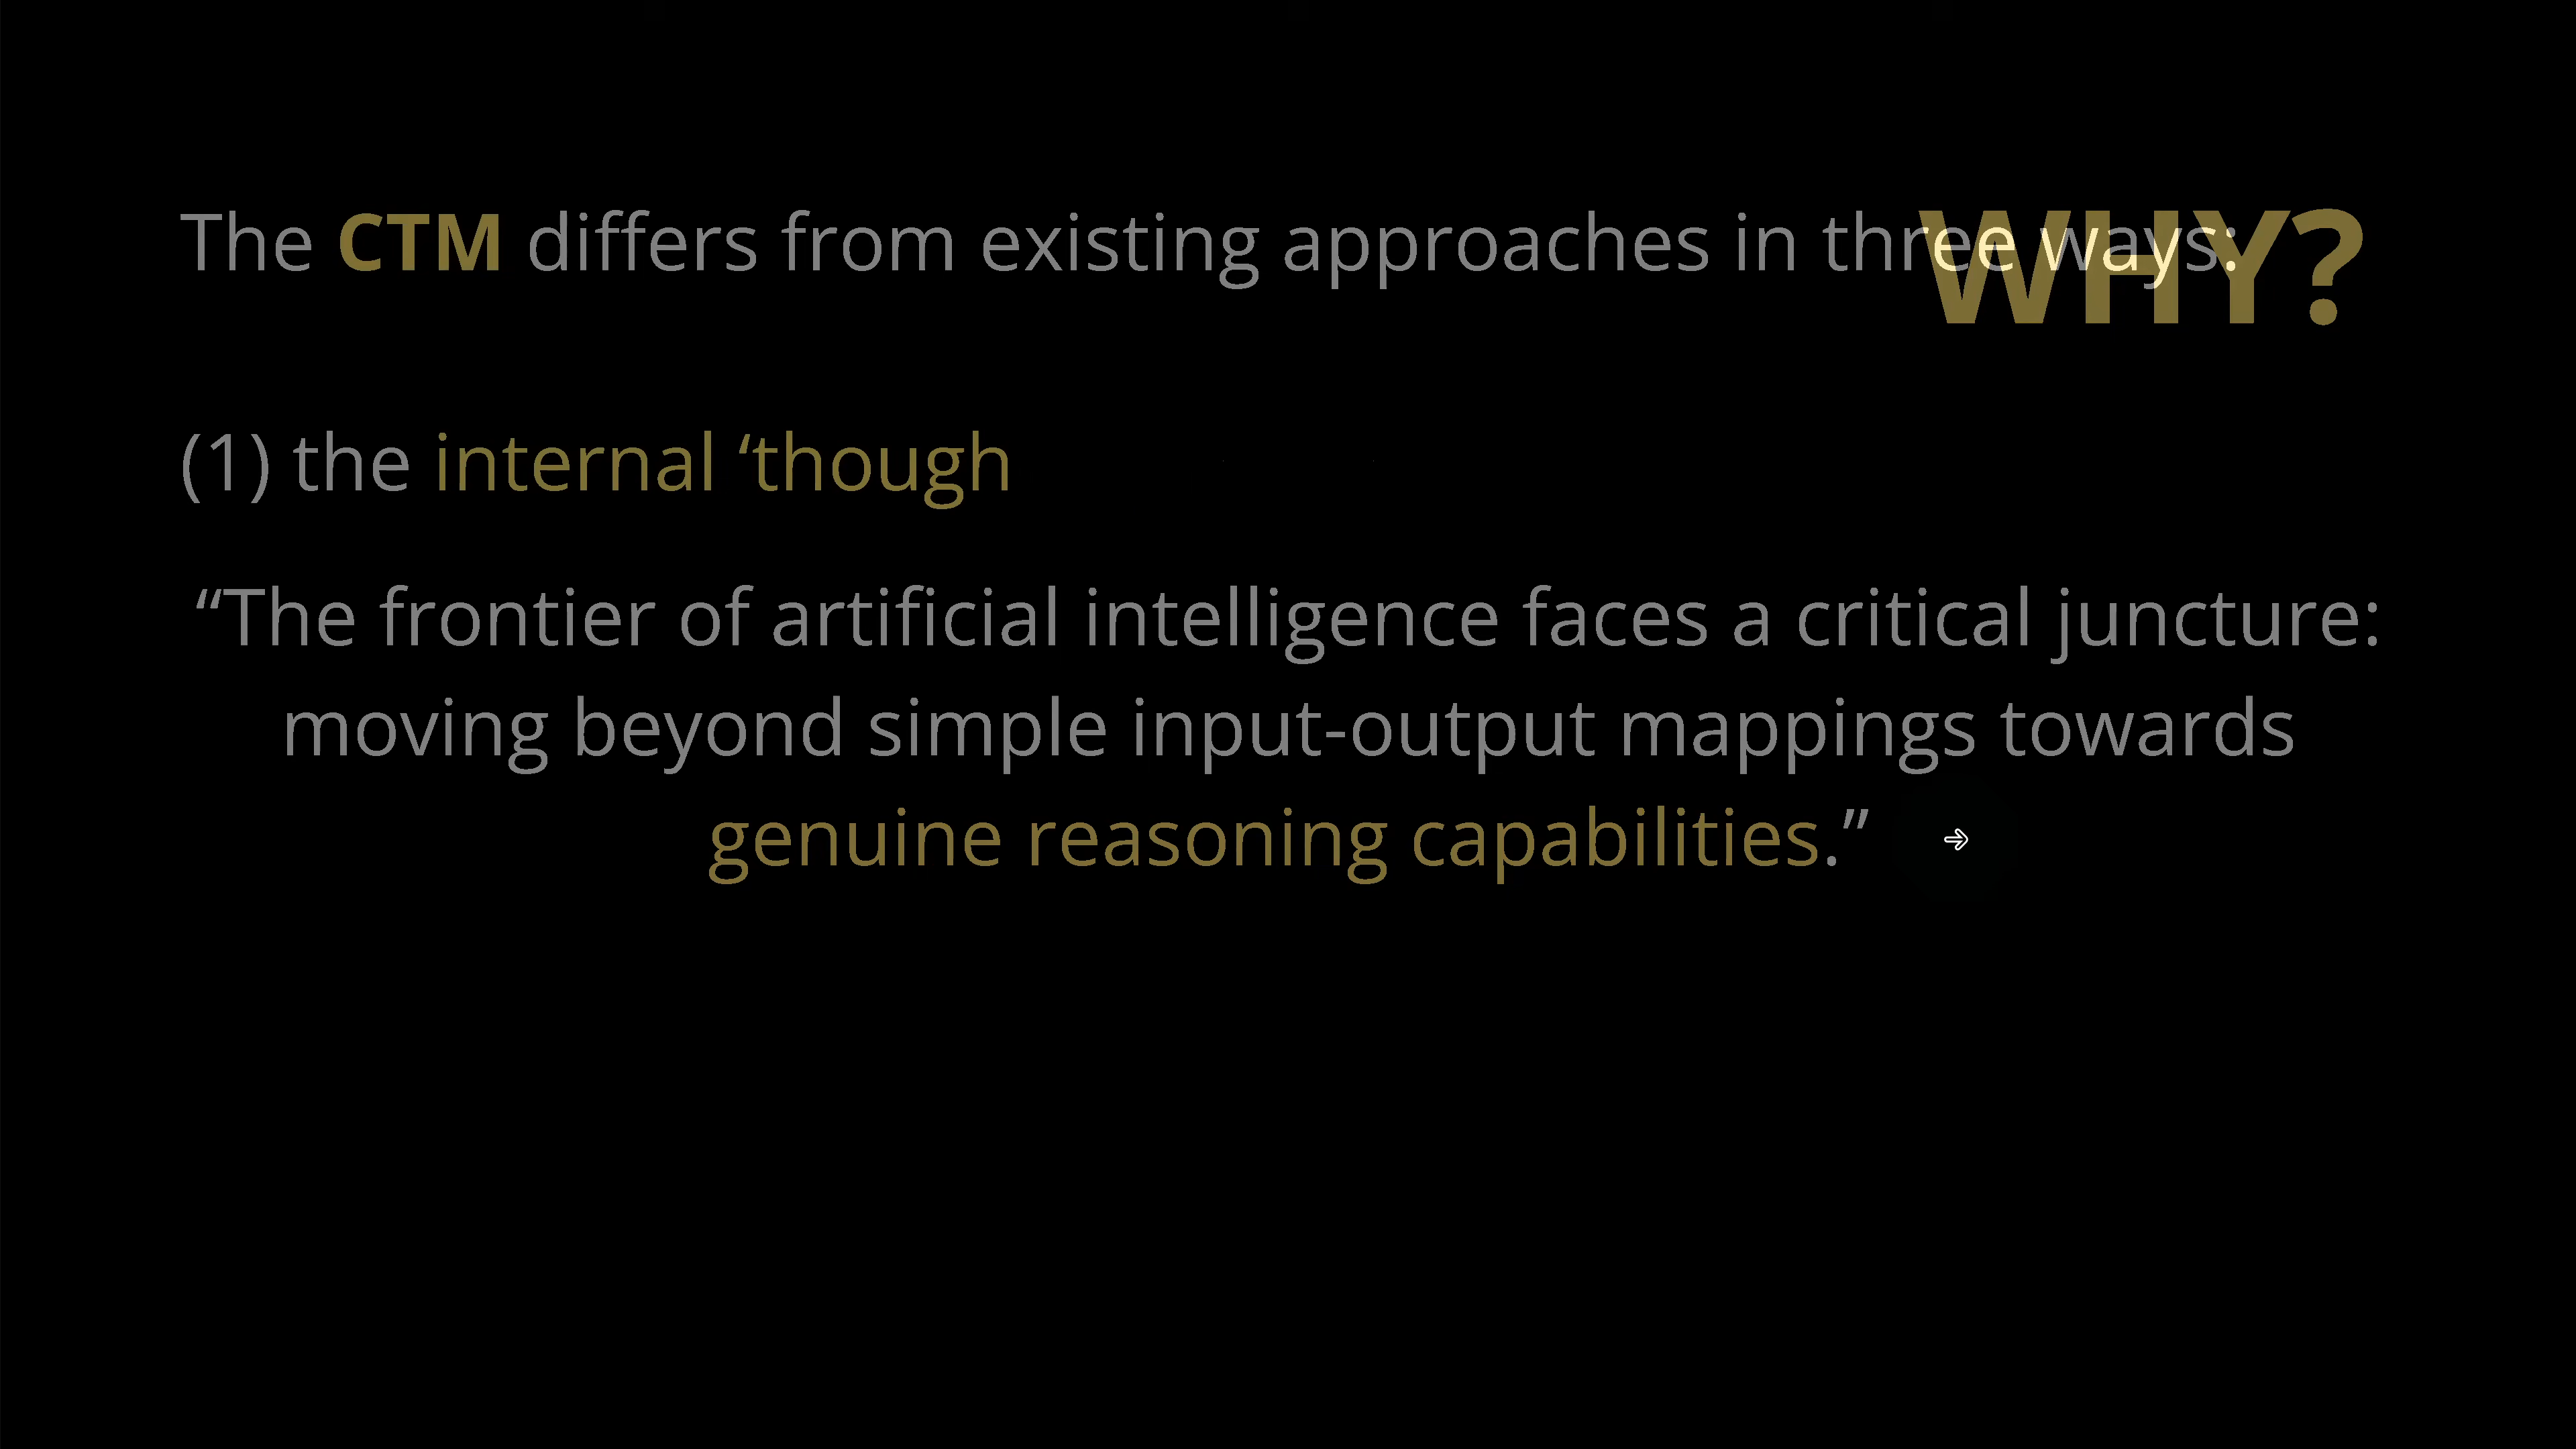 The CTM differs from existing approaches in three ways:
WHY?
(1) the internal ‘though
“The frontier of artificial intelligence faces a critical juncture:
moving beyond simple input-output mappings towards
genuine reasoning capabilities.”